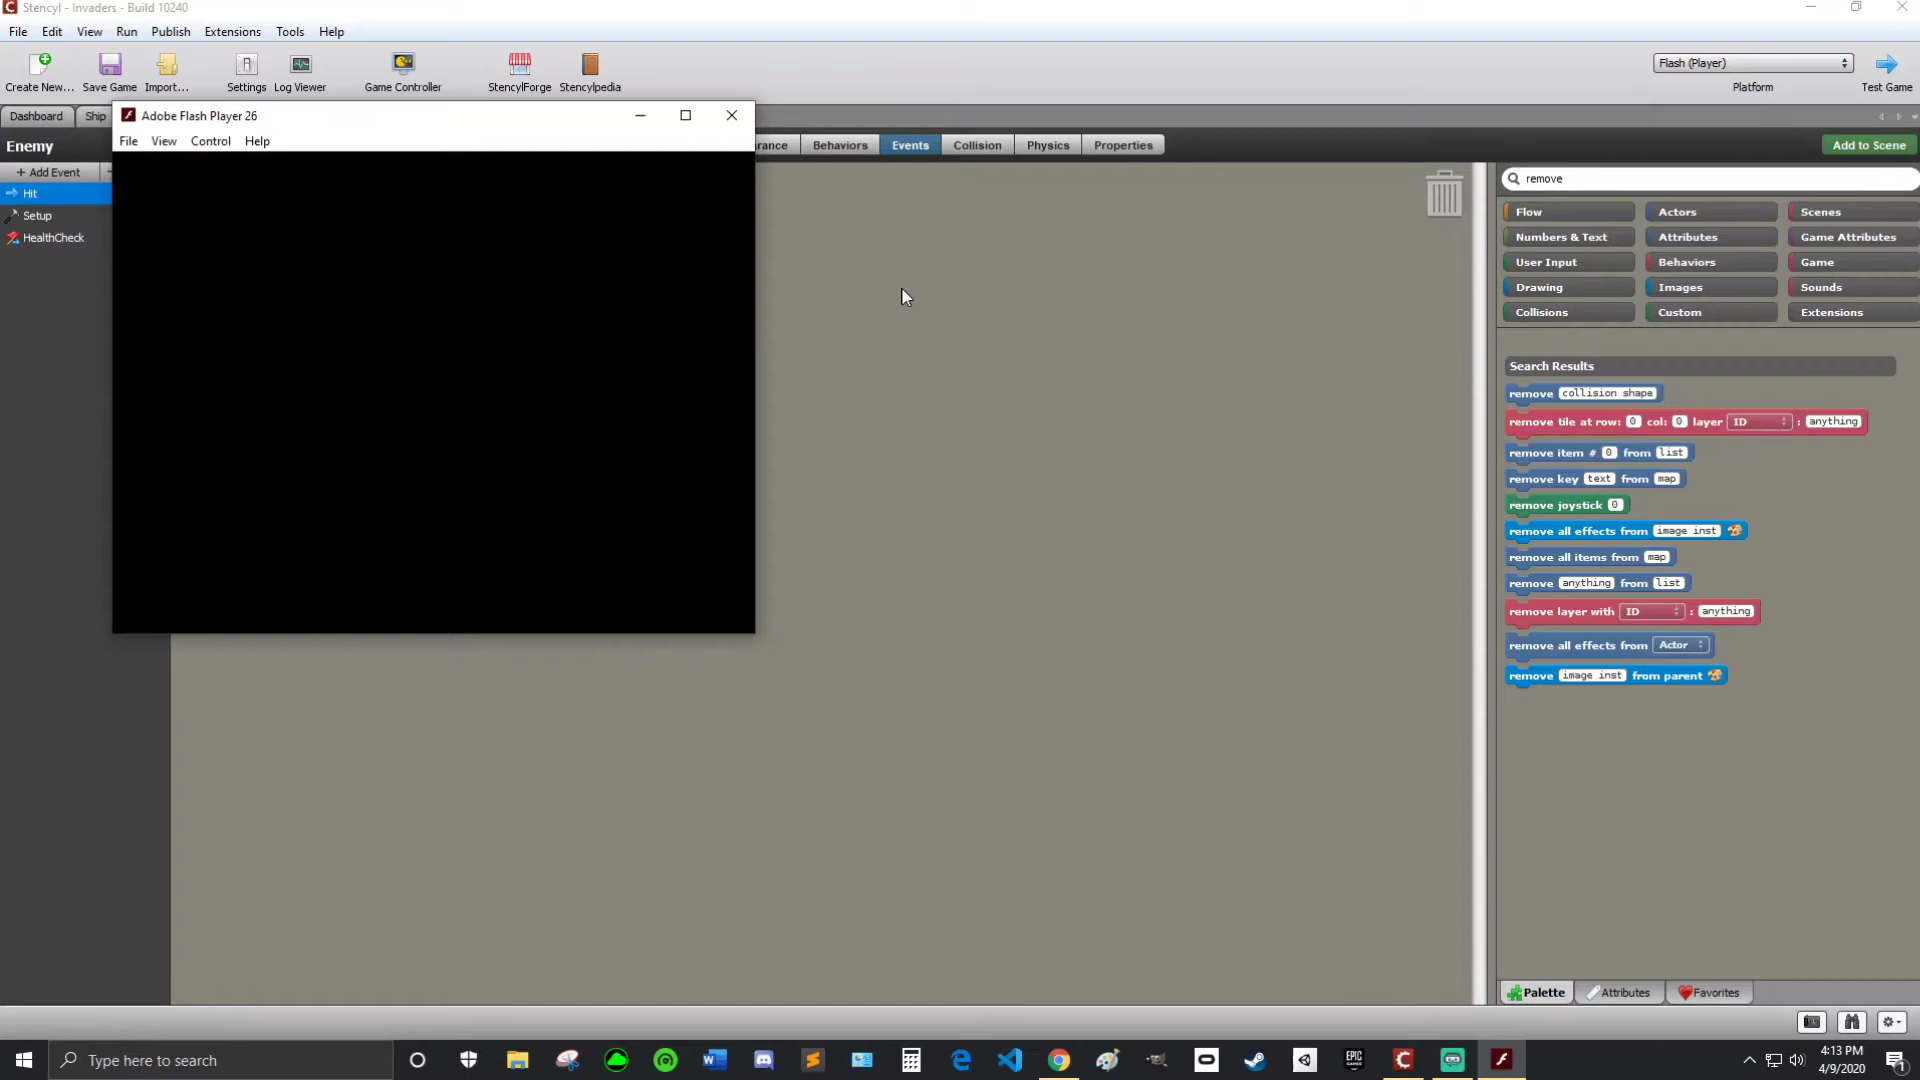 Stencyl - Invaders - Build 10240
File Edit View Run Publish Extensions Tools Help
Create New... Save Game Import... Settings Log Viewer Game Controller StencylForge Stencylpedia
Flash (Player)
Platform
Test Game
Dashboard Ship
Adobe Flash Player 26
File View Control Help
Enemy
rance Behaviors Events Collision Physics Properties
Add to Scene
+ Add Event
Hit
Setup
HealthCheck
remove
Flow Actors Scenes
Numbers & Text Attributes Game Attributes
User Input Behaviors Game
Drawing Images Sounds
Collisions Custom Extensions
Search Results
remove collision shape
remove tile at row: 0 col: 0 layer ID : anything
remove item # 0 from list
remove key text from map
remove joystick 0
remove all effects from image inst
remove all items from map
remove anything from list
remove layer with ID : anything
remove all effects from Actor
remove image inst from parent
Palette Attributes Favorites
Type here to search
EPIC GAMES
4:13 PM
4/9/2020
1